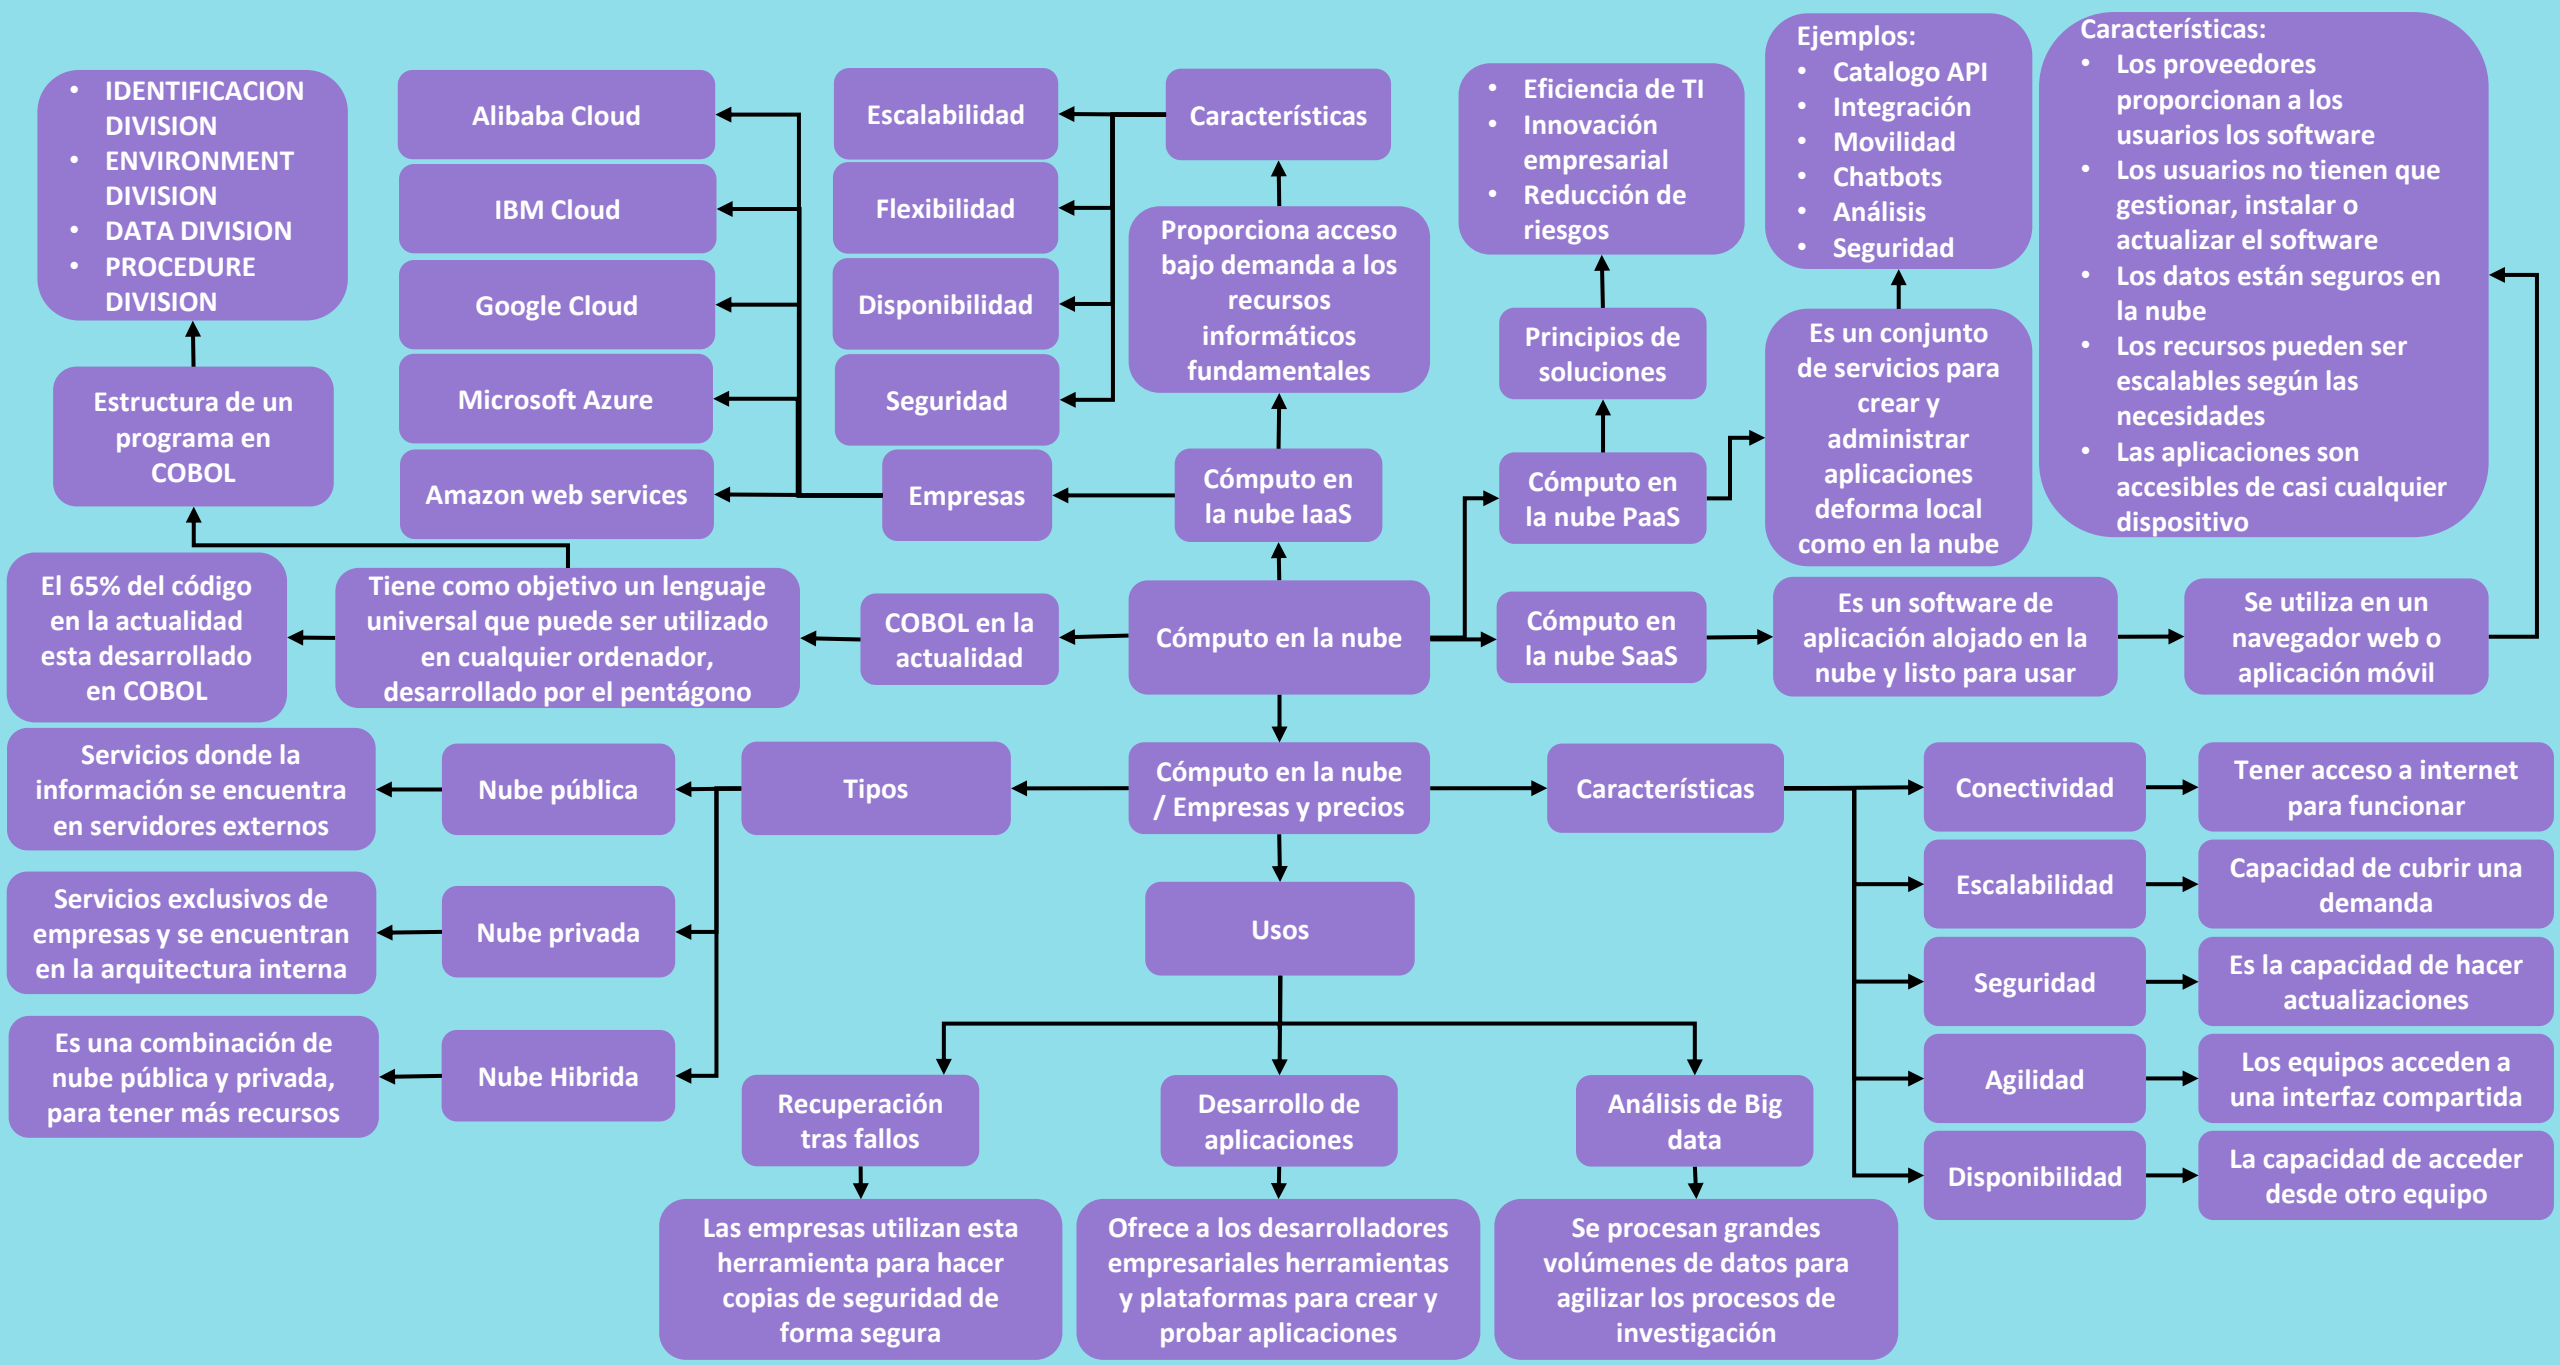 • IDENTIFICACION
DIVISION
• ENVIRONMENT
DIVISION
• DATA DIVISION
• PROCEDURE
DIVISION
Estructura de un
programa en
COBOL
El 65% del código
en la actualidad
esta desarrollado
en COBOL
Tiene como objetivo un lenguaje
universal que puede ser utilizado
en cualquier ordenador,
desarrollado por el pentágono
COBOL en la
actualidad
Alibaba Cloud
IBM Cloud
Google Cloud
Microsoft Azure
Amazon web services
Empresas
Escalabilidad
Flexibilidad
Disponibilidad
Seguridad
Características
Proporciona acceso
bajo demanda a los
recursos
informáticos
fundamentales
Cómputo en
la nube IaaS
Cómputo en la nube
• Eficiencia de TI
• Innovación
empresarial
• Reducción de
riesgos
Principios de
soluciones
Cómputo en
la nube PaaS
Ejemplos:
• Catalogo API
• Integración
• Movilidad
• Chatbots
• Análisis
• Seguridad
Es un conjunto
de servicios para
crear y
administrar
aplicaciones
deforma local
como en la nube
Características:
• Los proveedores
proporcionan a los
usuarios los software
• Los usuarios no tienen que
gestionar, instalar o
actualizar el software
• Los datos están seguros en
la nube
• Los recursos pueden ser
escalables según las
necesidades
• Las aplicaciones son
accesibles de casi cualquier
dispositivo
Cómputo en
la nube SaaS
Es un software de
aplicación alojado en la
nube y listo para usar
Se utiliza en un
navegador web o
aplicación móvil
Servicios donde la
información se encuentra
en servidores externos
Nube pública
Tipos
Cómputo en la nube
/ Empresas y precios
Características
Conectividad
Tener acceso a internet
para funcionar
Servicios exclusivos de
empresas y se encuentran
en la arquitectura interna
Nube privada
Usos
Escalabilidad
Capacidad de cubrir una
demanda
Seguridad
Es la capacidad de hacer
actualizaciones
Es una combinación de
nube pública y privada,
para tener más recursos
Nube Hibrida
Agilidad
Los equipos acceden a
una interfaz compartida
Disponibilidad
La capacidad de acceder
desde otro equipo
Recuperación
tras fallos
Desarrollo de
aplicaciones
Análisis de Big
data
Las empresas utilizan esta
herramienta para hacer
copias de seguridad de
forma segura
Ofrece a los desarrolladores
empresariales herramientas
y plataformas para crear y
probar aplicaciones
Se procesan grandes
volúmenes de datos para
agilizar los procesos de
investigación